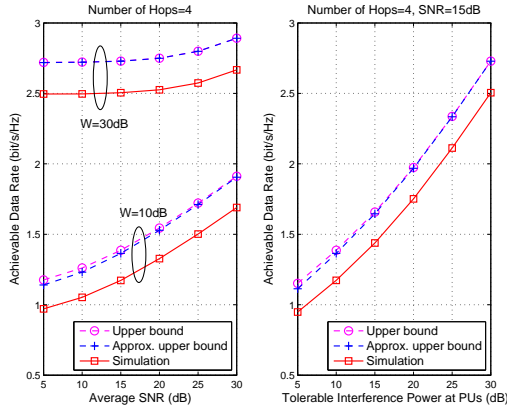 Number of Hops=4
3
2.5
2
1.5
1
0.5
Achievable Data Rate (bit/s/Hz)
W=30dB
W=10dB
Upper bound
Approx. upper bound
Simulation
5 10 15 20 25 30
Average SNR (dB)
Number of Hops=4, SNR=15dB
3
2.5
2
1.5
1
0.5
Achievable Data Rate (bit/s/Hz)
Upper bound
Approx. upper bound
Simulation
5 10 15 20 25 30
Tolerable Interference Power at PUs (dB)